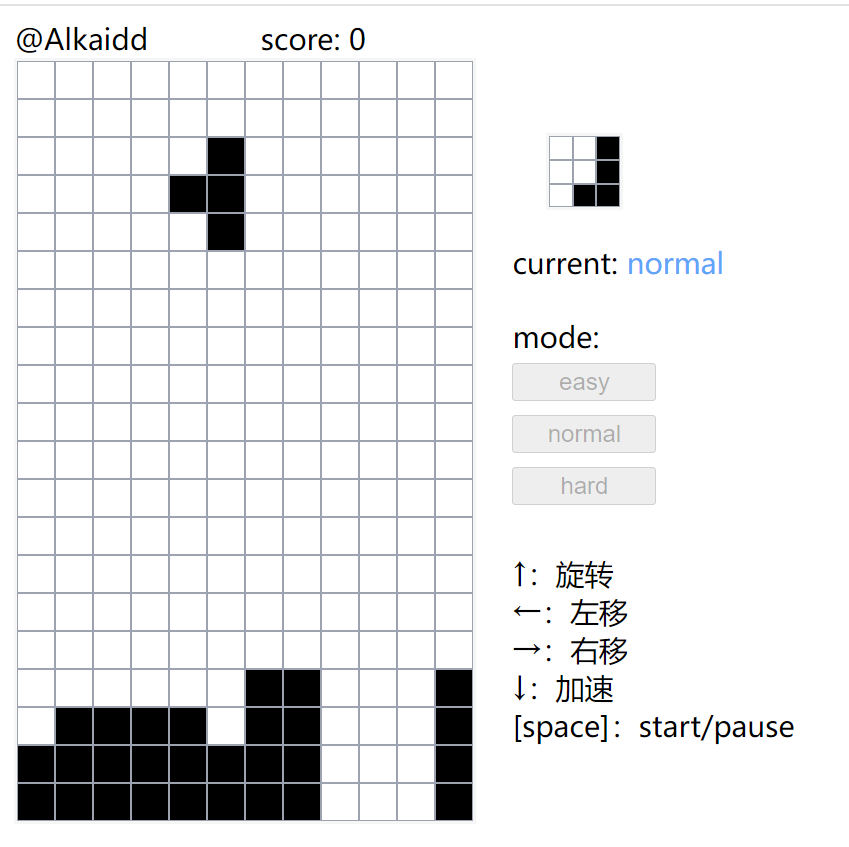 @Alkaidd score: 0
current: normal
mode:
easy
normal
hard
↑：旋转
←：左移
→：右移
↓：加速
[space]：start/pause